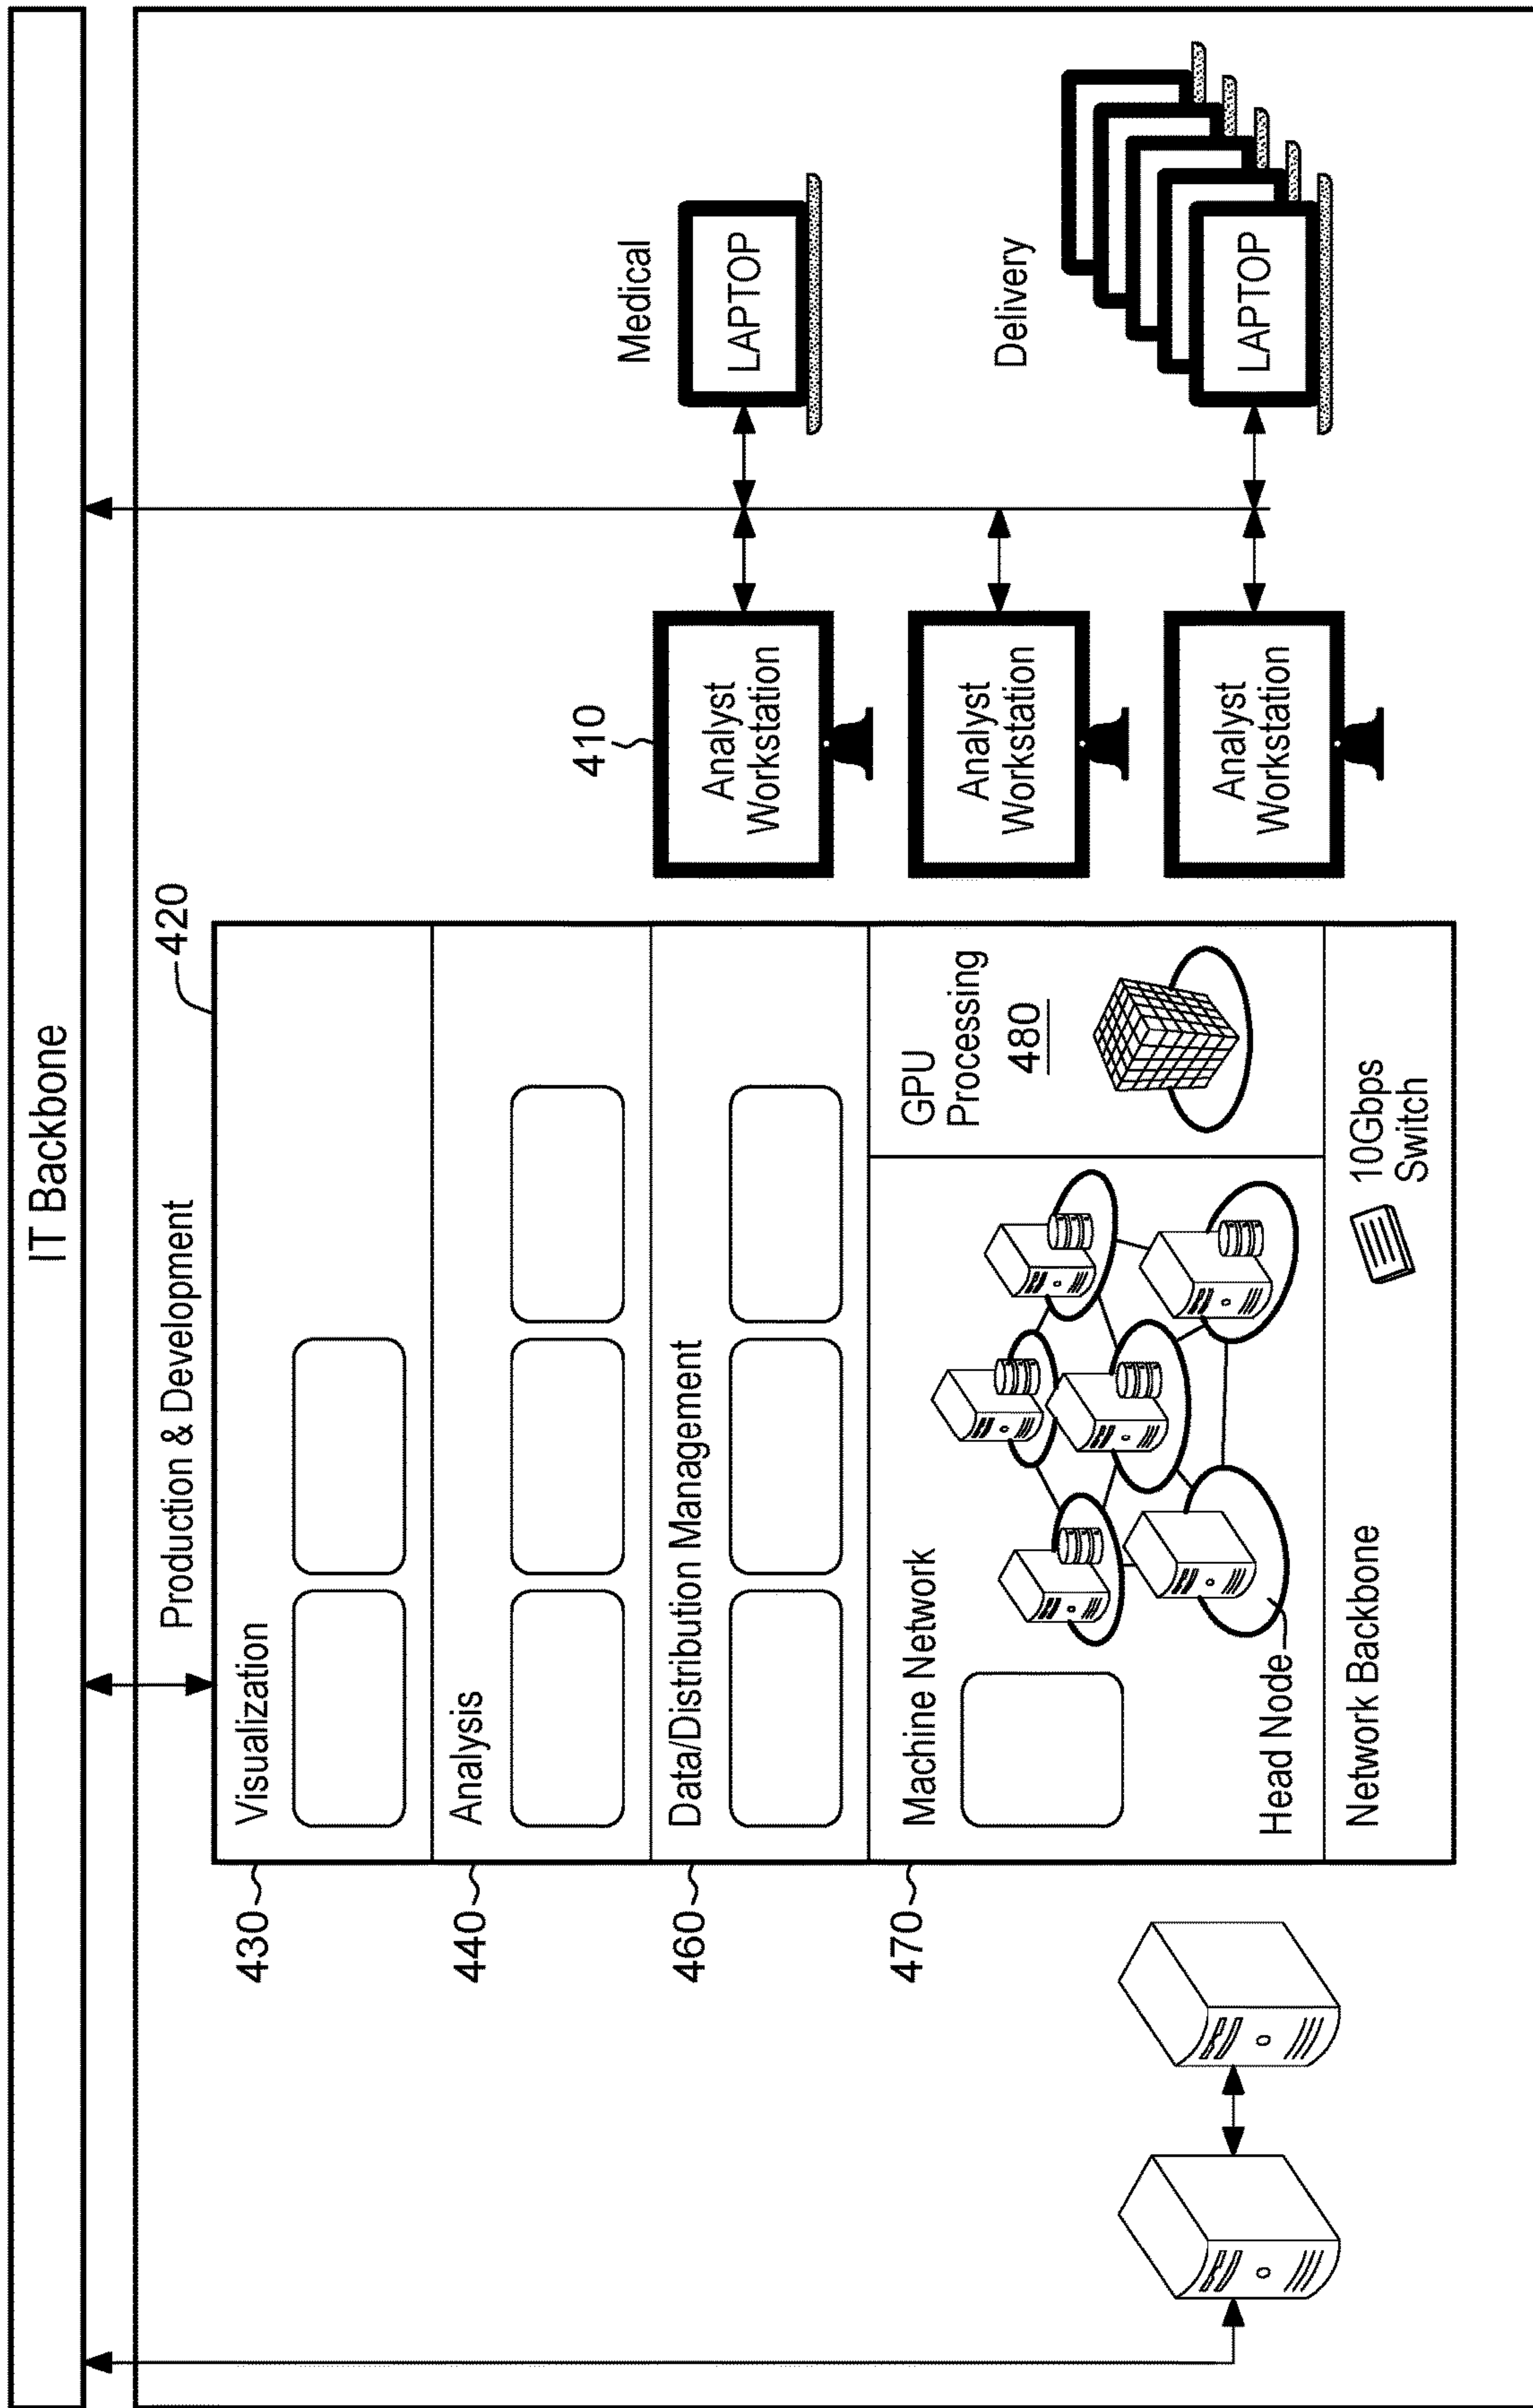 IT Backbone
Production & Development
420
430
Visualization
440
Analysis
460
Data/Distribution Management
470
Machine Network
Head Node
GPU
Processing
480
Network Backbone
10Gbps
Switch
410
Analyst
Workstation
Analyst
Workstation
Analyst
Workstation
Medical
LAPTOP
Delivery
LAPTOP